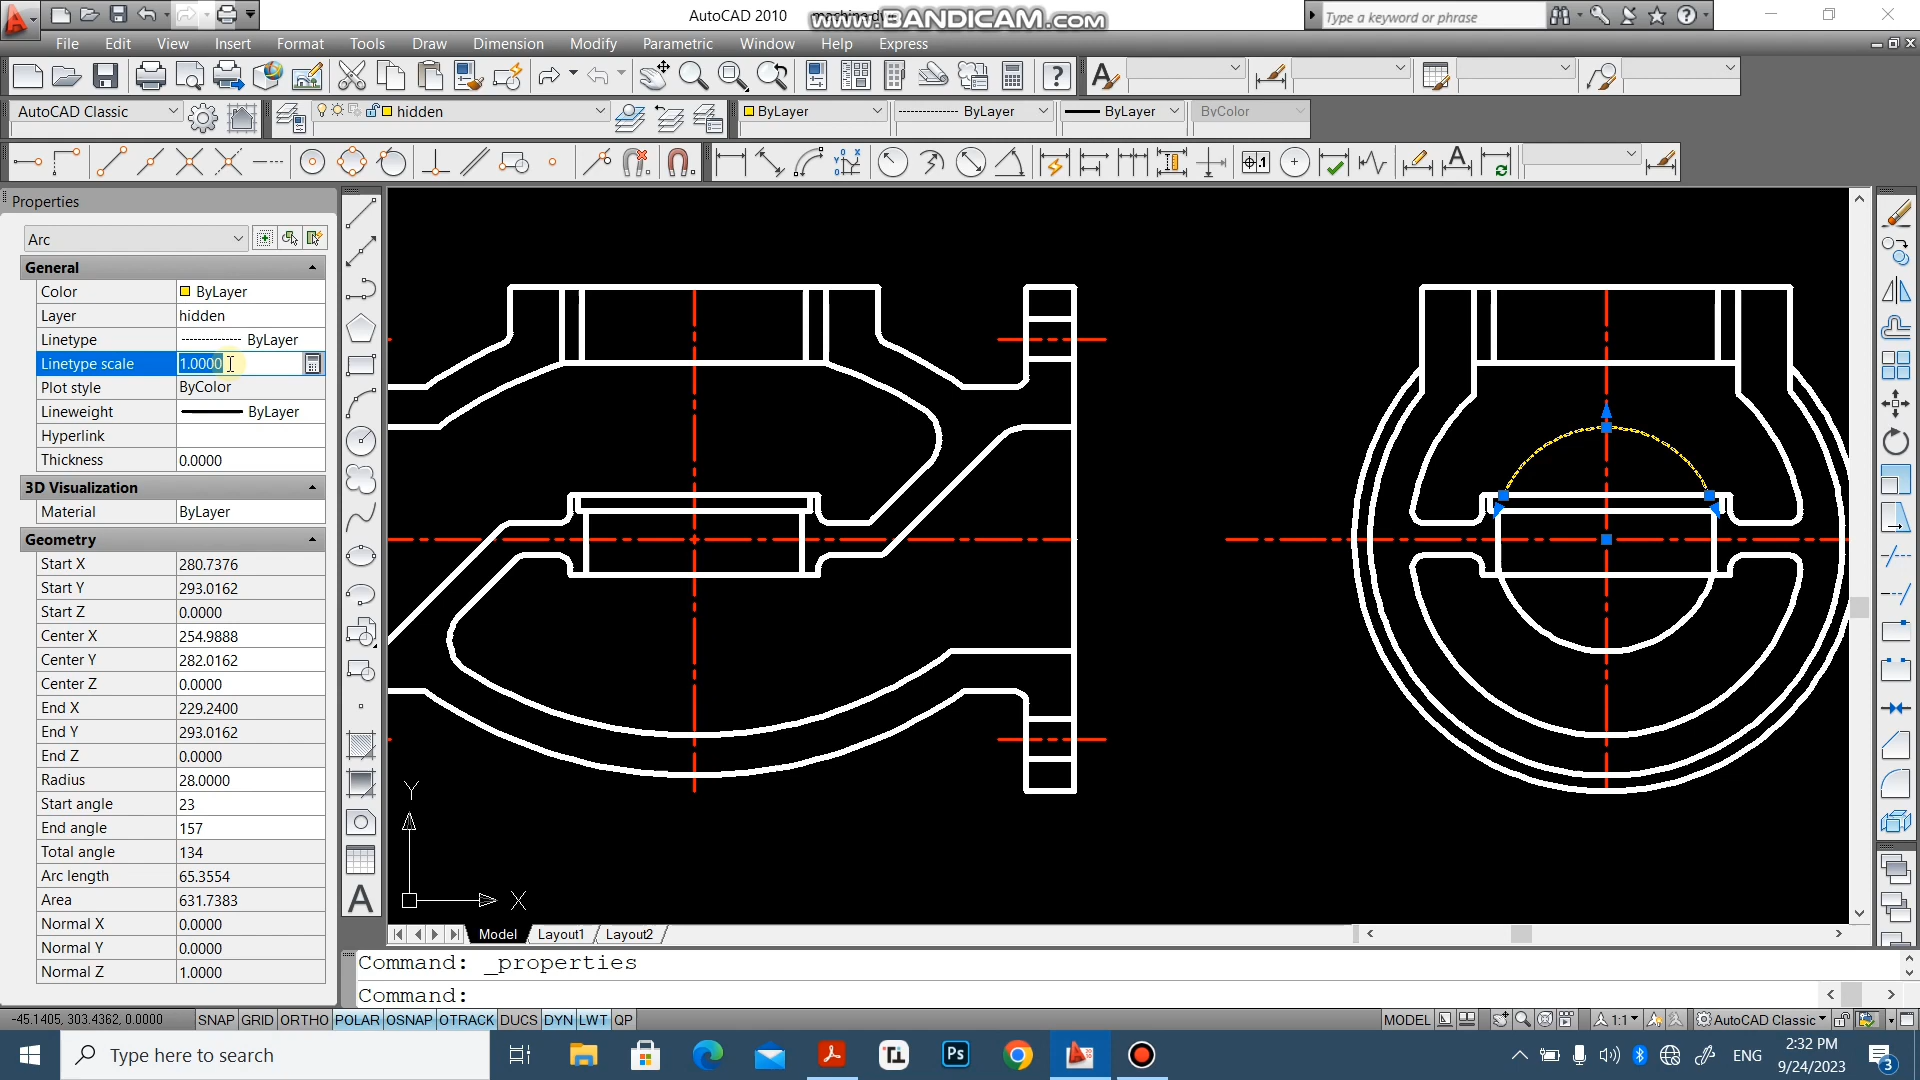 AutoCAD 2010
www.BANDICAM.com
Type a keyword or phrase
File Edit View Insert Format Tools Draw Dimension Modify Parametric Window Help Express
AutoCAD Classic
hidden
ByLayer
ByLayer
ByLayer
ByColor
Properties
Arc
General
Color ByLayer
Layer hidden
Linetype ByLayer
Linetype scale 1.0000
Plot style ByColor
Lineweight ByLayer
Hyperlink
Thickness 0.0000
3D Visualization
Material ByLayer
Geometry
Start X 280.7376
Start Y 293.0162
Start Z 0.0000
Center X 254.9888
Center Y 282.0162
Center Z 0.0000
End X 229.2400
End Y 293.0162
End Z 0.0000
Radius 28.0000
Start angle 23
End angle 157
Total angle 134
Arc length 65.3554
Area 631.7383
Normal X 0.0000
Normal Y 0.0000
Normal Z 1.0000
Y
X
Model Layout1 Layout2
Command: _properties
Command:
-45.1405, 303.4362, 0.0000 SNAP GRID ORTHO POLAR OSNAP OTRACK DUCS DYN LWT QP MODEL 1:1 AutoCAD Classic
Type here to search
ENG
2:32 PM
9/24/2023
3